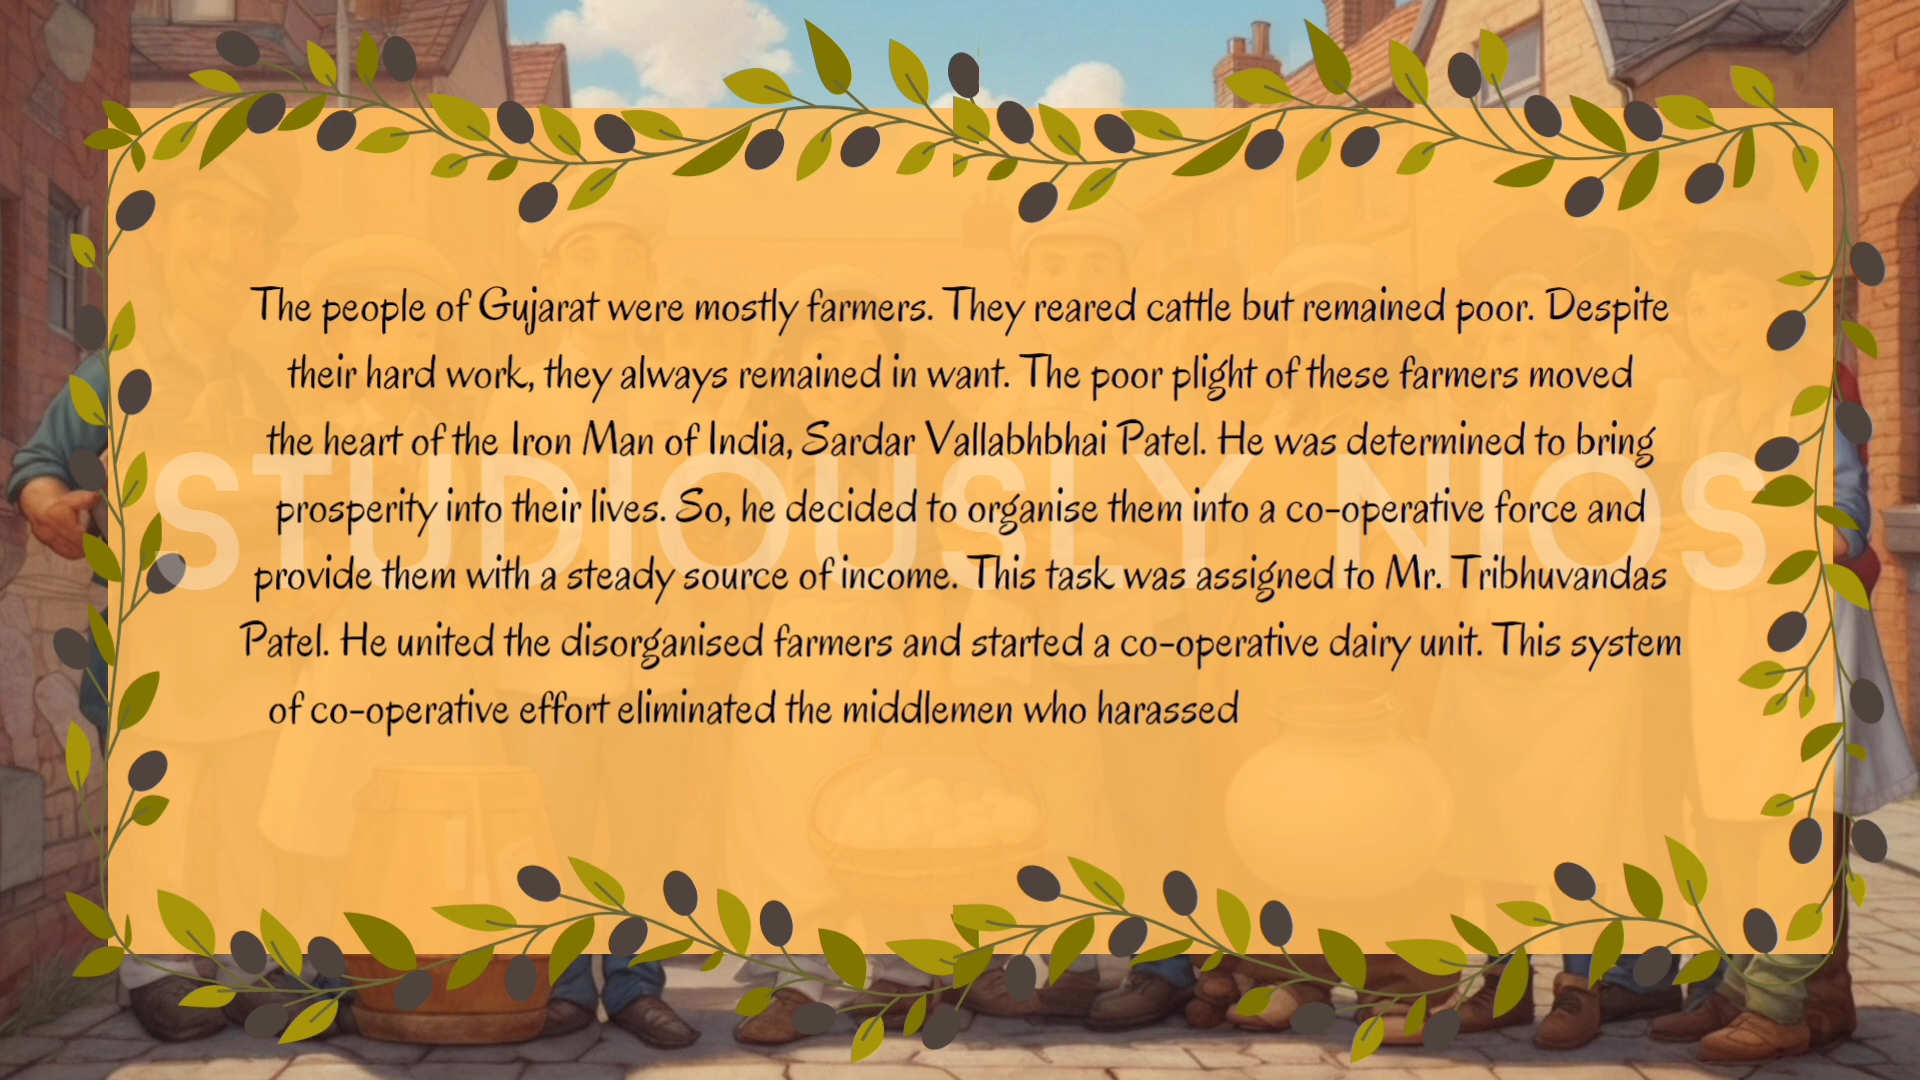 The people of Gujarat were mostly farmers. They reared cattle but remained poor. Despite
their hard work, they always remained in want. The poor plight of these farmers moved
the heart of the Iron Man of India, Sardar Vallabhbhai Patel. He was determined to bring
prosperity into their lives. So, he decided to organise them into a co-operative force and
provide them with a steady source of income. This task was assigned to Mr. Tribhuvandas
Patel. He united the disorganised farmers and started a co-operative dairy unit. This system
of co-operative effort eliminated the middlemen who harassed
STUDIOUSLY NIOS